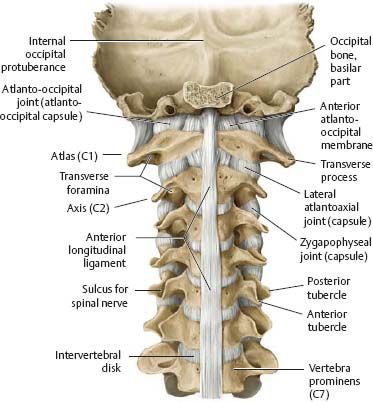 Internal
occipital
protuberance
Atlanto-occipital
joint (atlanto-
occipital capsule)
Atlas (C1)
Transverse
foramina
Axis (C2)
Anterior
longitudinal
ligament
Sulcus for
spinal nerve
Intervertebral
disk
Occipital
bone,
basilar
part
Anterior
atlanto-
occipital
membrane
Transverse
process
Lateral
atlantoaxial
joint (capsule)
Zygapophyseal
joint (capsule)
Posterior
tubercle
Anterior
tubercle
Vertebra
prominens
(C7)